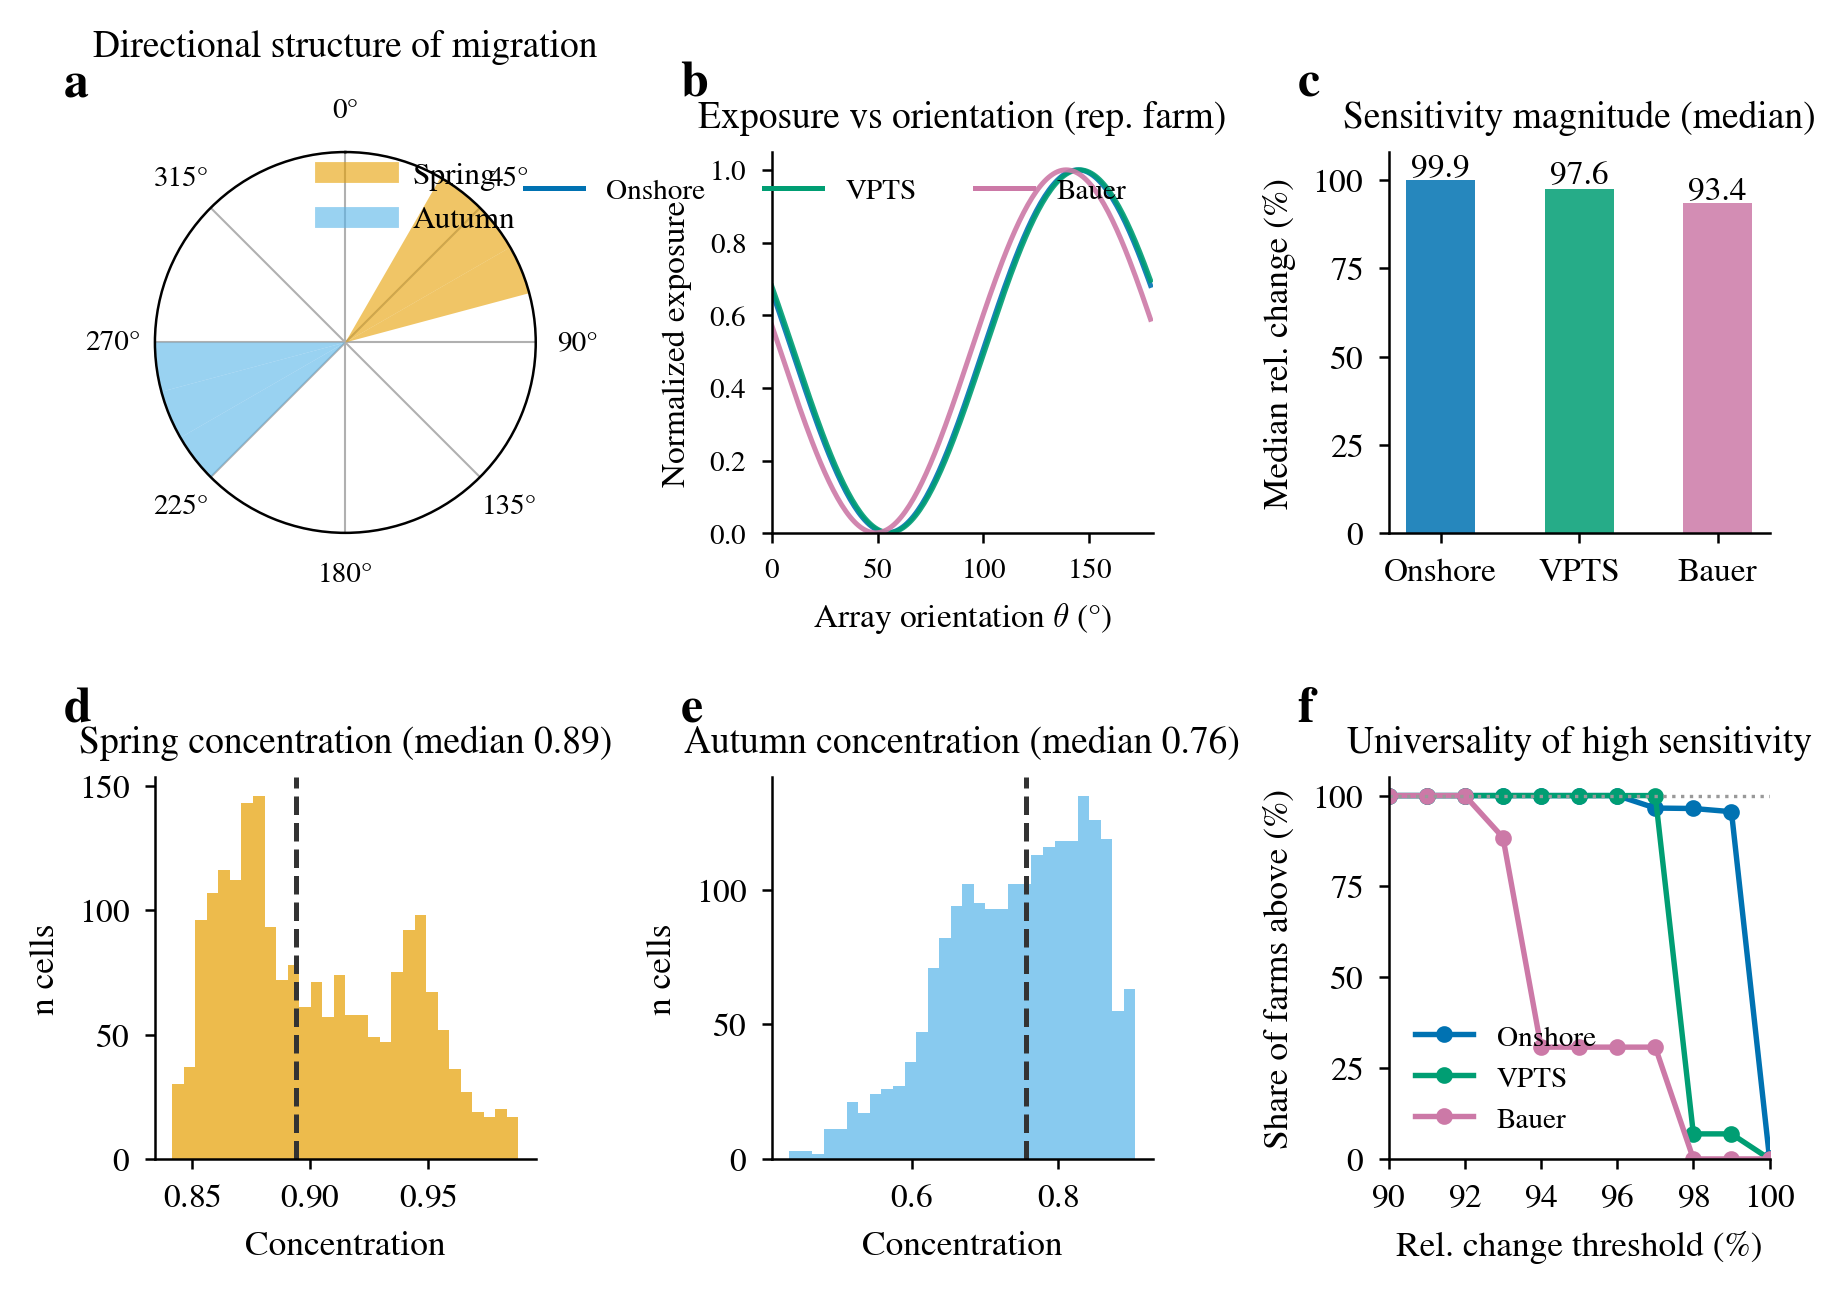 Directional structure of migration
a
0°
45°
90°
135°
180°
225°
270°
315°
Spring
Autumn
b
Exposure vs orientation (rep. farm)
Onshore
VPTS
Bauer
Normalized exposure
1.0
0.8
0.6
0.4
0.2
0.0
0
50
100
150
Array orientation θ (°)
c
Sensitivity magnitude (median)
Median rel. change (%)
100
75
50
25
0
99.9
97.6
93.4
Onshore
VPTS
Bauer
d
Spring concentration (median 0.89)
n cells
150
100
50
0
0.85
0.90
0.95
Concentration
e
Autumn concentration (median 0.76)
n cells
100
50
0
0.6
0.8
Concentration
f
Universality of high sensitivity
Share of farms above (%)
100
75
50
25
0
Onshore
VPTS
Bauer
90
92
94
96
98
100
Rel. change threshold (%)